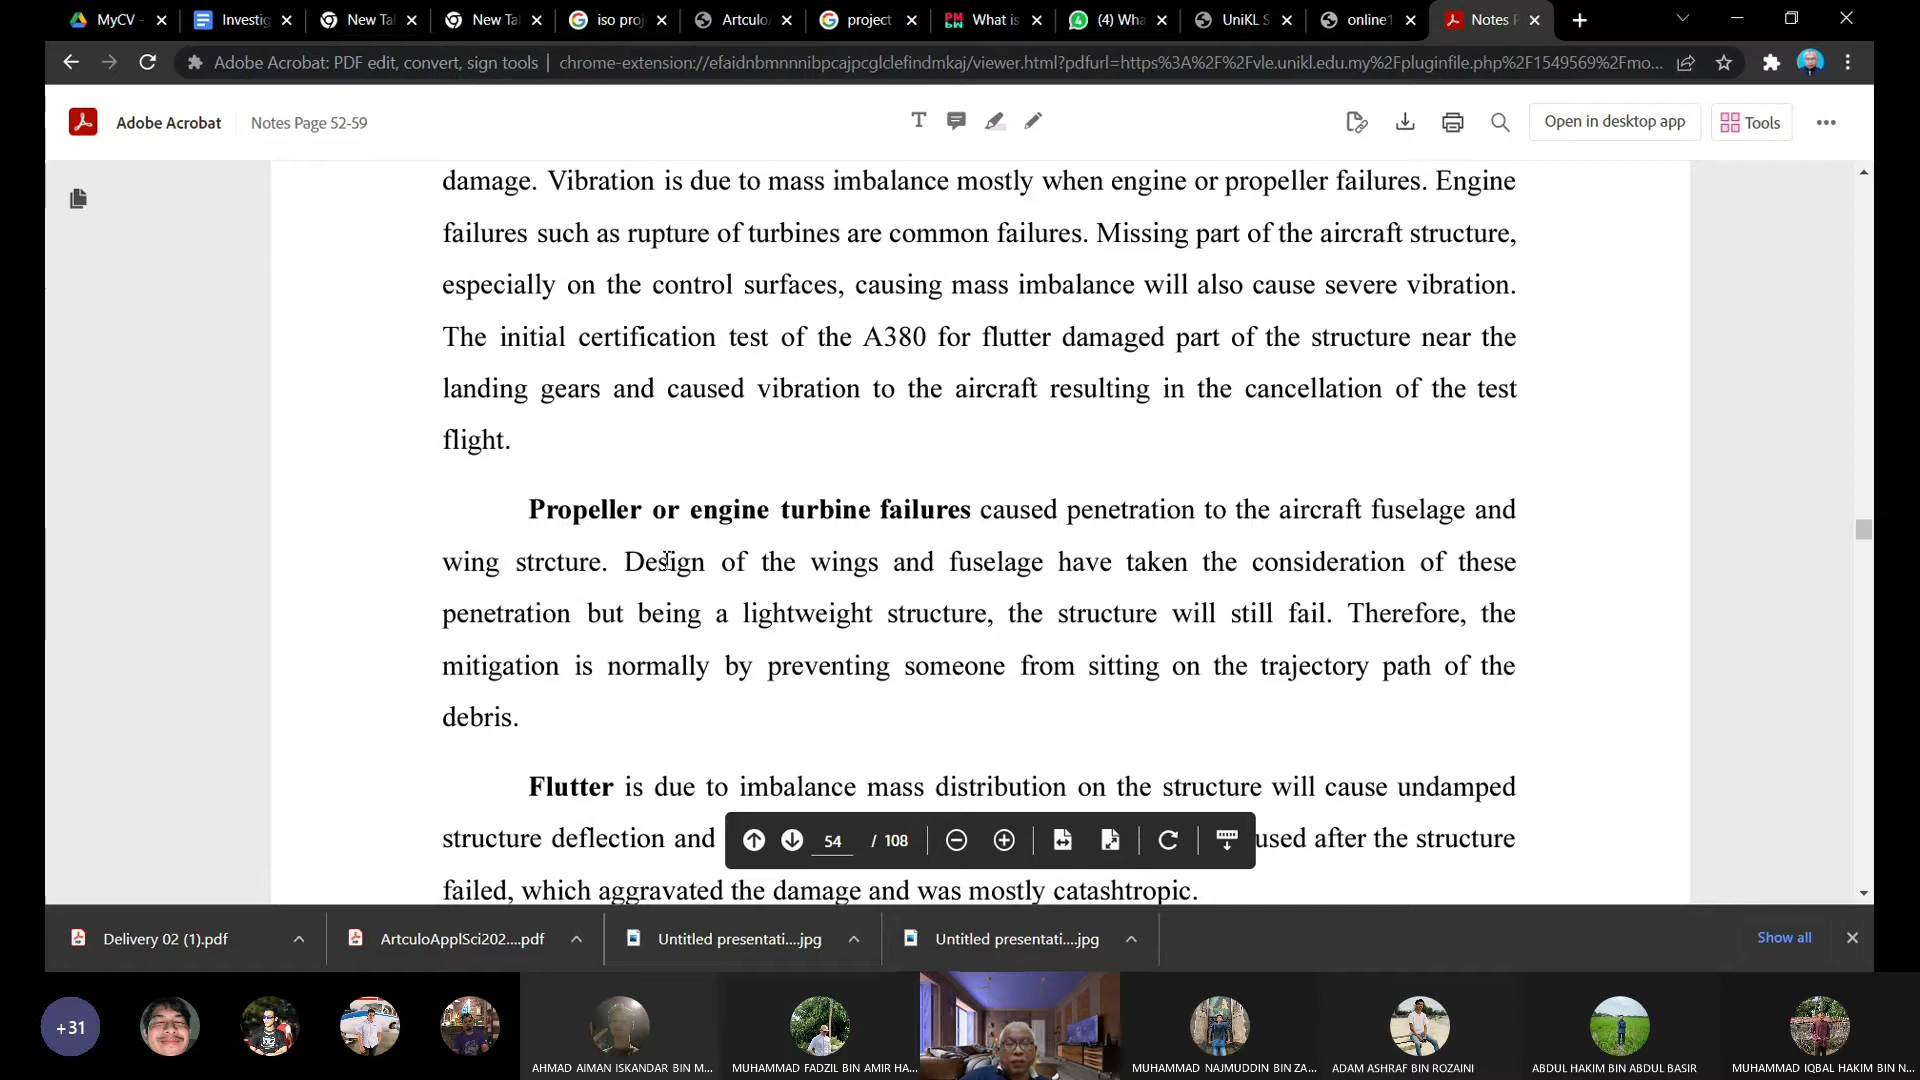 MyCV -
Investig
New Tal
New Tal
iso proj
Artculo
project
What is
(4) Wha
UniKL S
online1
Notes P
Adobe Acrobat: PDF edit, convert, sign tools | chrome-extension://efaidnbmnnnibpcajpcglclefindmkaj/viewer.html?pdfurl=https%3A%2F%2Fvle.unikl.edu.my%2Fpluginfile.php%2F1549569%2Fmo...
Adobe Acrobat
Notes Page 52-59
Open in desktop app
Tools
damage. Vibration is due to mass imbalance mostly when engine or propeller failures. Engine
failures such as rupture of turbines are common failures. Missing part of the aircraft structure,
especially on the control surfaces, causing mass imbalance will also cause severe vibration.
The initial certification test of the A380 for flutter damaged part of the structure near the
landing gears and caused vibration to the aircraft resulting in the cancellation of the test
flight.
Propeller or engine turbine failures caused penetration to the aircraft fuselage and
wing strcture. Design of the wings and fuselage have taken the consideration of these
penetration but being a lightweight structure, the structure will still fail. Therefore, the
mitigation is normally by preventing someone from sitting on the trajectory path of the
debris.
Flutter is due to imbalance mass distribution on the structure will cause undamped
structure deflection and used after the structure
54 / 108
failed, which aggravated the damage and was mostly catashtropic.
Delivery 02 (1).pdf
ArtculoApplSci202....pdf
Untitled presentati....jpg
Untitled presentati....jpg
Show all
+31
AHMAD AIMAN ISKANDAR BIN M...
MUHAMMAD FADZIL BIN AMIR HA...
MUHAMMAD NAJMUDDIN BIN ZA...
ADAM ASHRAF BIN ROZAINI
ABDUL HAKIM BIN ABDUL BASIR
MUHAMMAD IQBAL HAKIM BIN N...